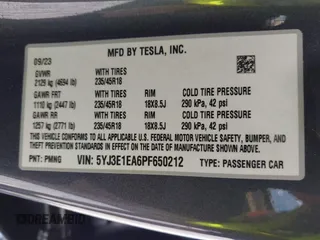 MFD BY TESLA, INC.
09/23
GVWR WITH TIRES
2129 kg (4694 lb) 235/45R18
GAWR FRT WITH TIRES RIM COLD TIRE PRESSURE
1110 kg (2447 lb) 235/45R18 18X8.5J 290 kPa, 42 psi
GAWR RR WITH TIRES RIM COLD TIRE PRESSURE
1257 kg (2771 lb) 235/45R18 18X8.5J 290 kPa, 42 psi
THIS VEHICLE CONFORMS TO ALL APPLICABLE U.S. FEDERAL MOTOR VEHICLE SAFETY, BUMPER, AND
THEFT PREVENTION STANDARDS IN EFFECT ON THE DATE OF MANUFACTURE SHOWN ABOVE.
PNT: PMNG VIN: 5YJ3E1EA6PF650212 TYPE: PASSENGER CAR
DREAMBID